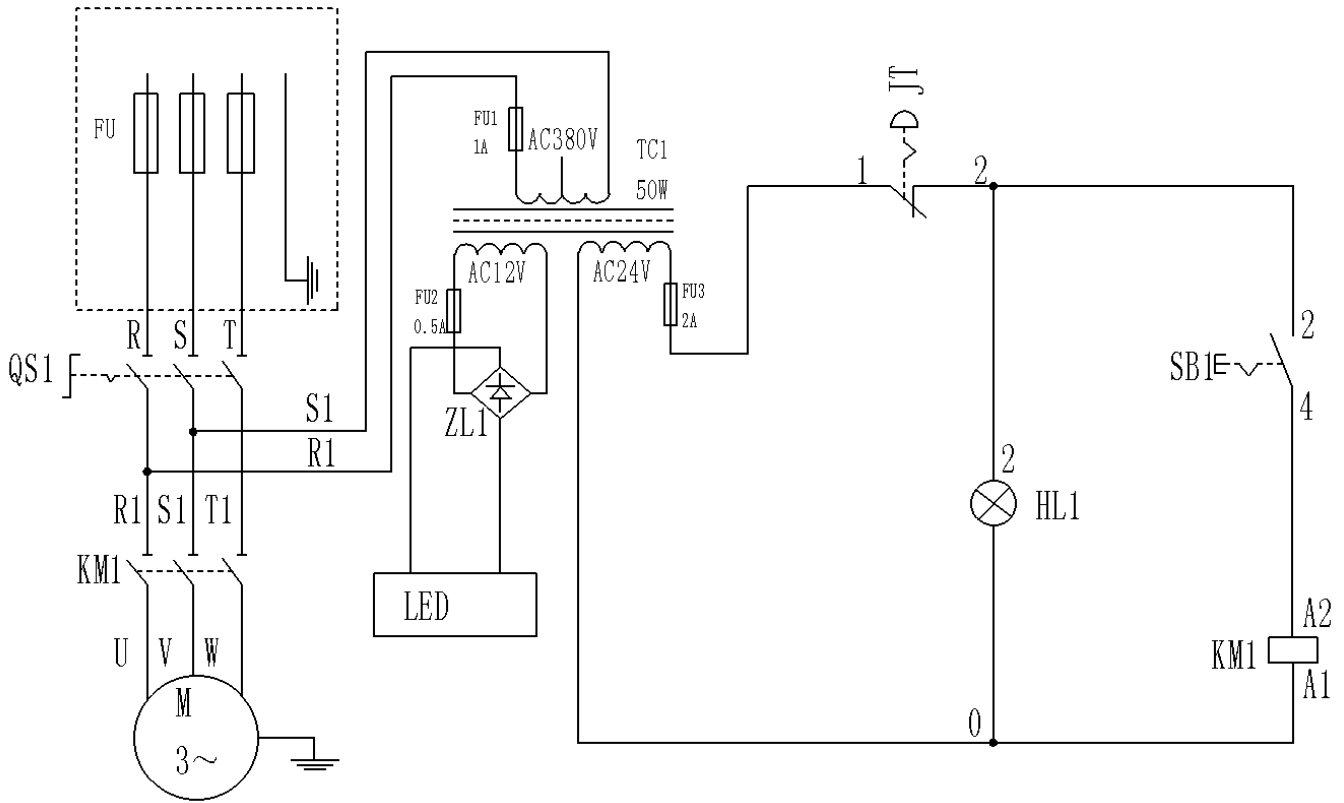 JT
FU
FU1
1A
AC380V
TC1
50W
1
2
AC12V
AC24V
FU2
0.5A
FU3
2A
R S T
QS1
2
SB1
4
ZL1
S1
R1
2
HL1
R1 S1 T1
KM1
LED
A2
KM1
A1
U V W
M
3~
0